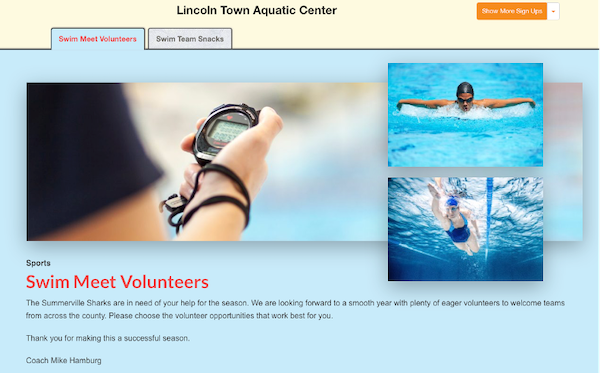 Lincoln Town Aquatic Center
Show More Sign Ups
Swim Meet Volunteers
Swim Team Snacks
Sports
Swim Meet Volunteers
The Summerville Sharks are in need of your help for the season. We are looking forward to a smooth year with plenty of eager volunteers to welcome teams
from across the county. Please choose the volunteer opportunities that work best for you.
Thank you for making this a successful season.
Coach Mike Hamburg